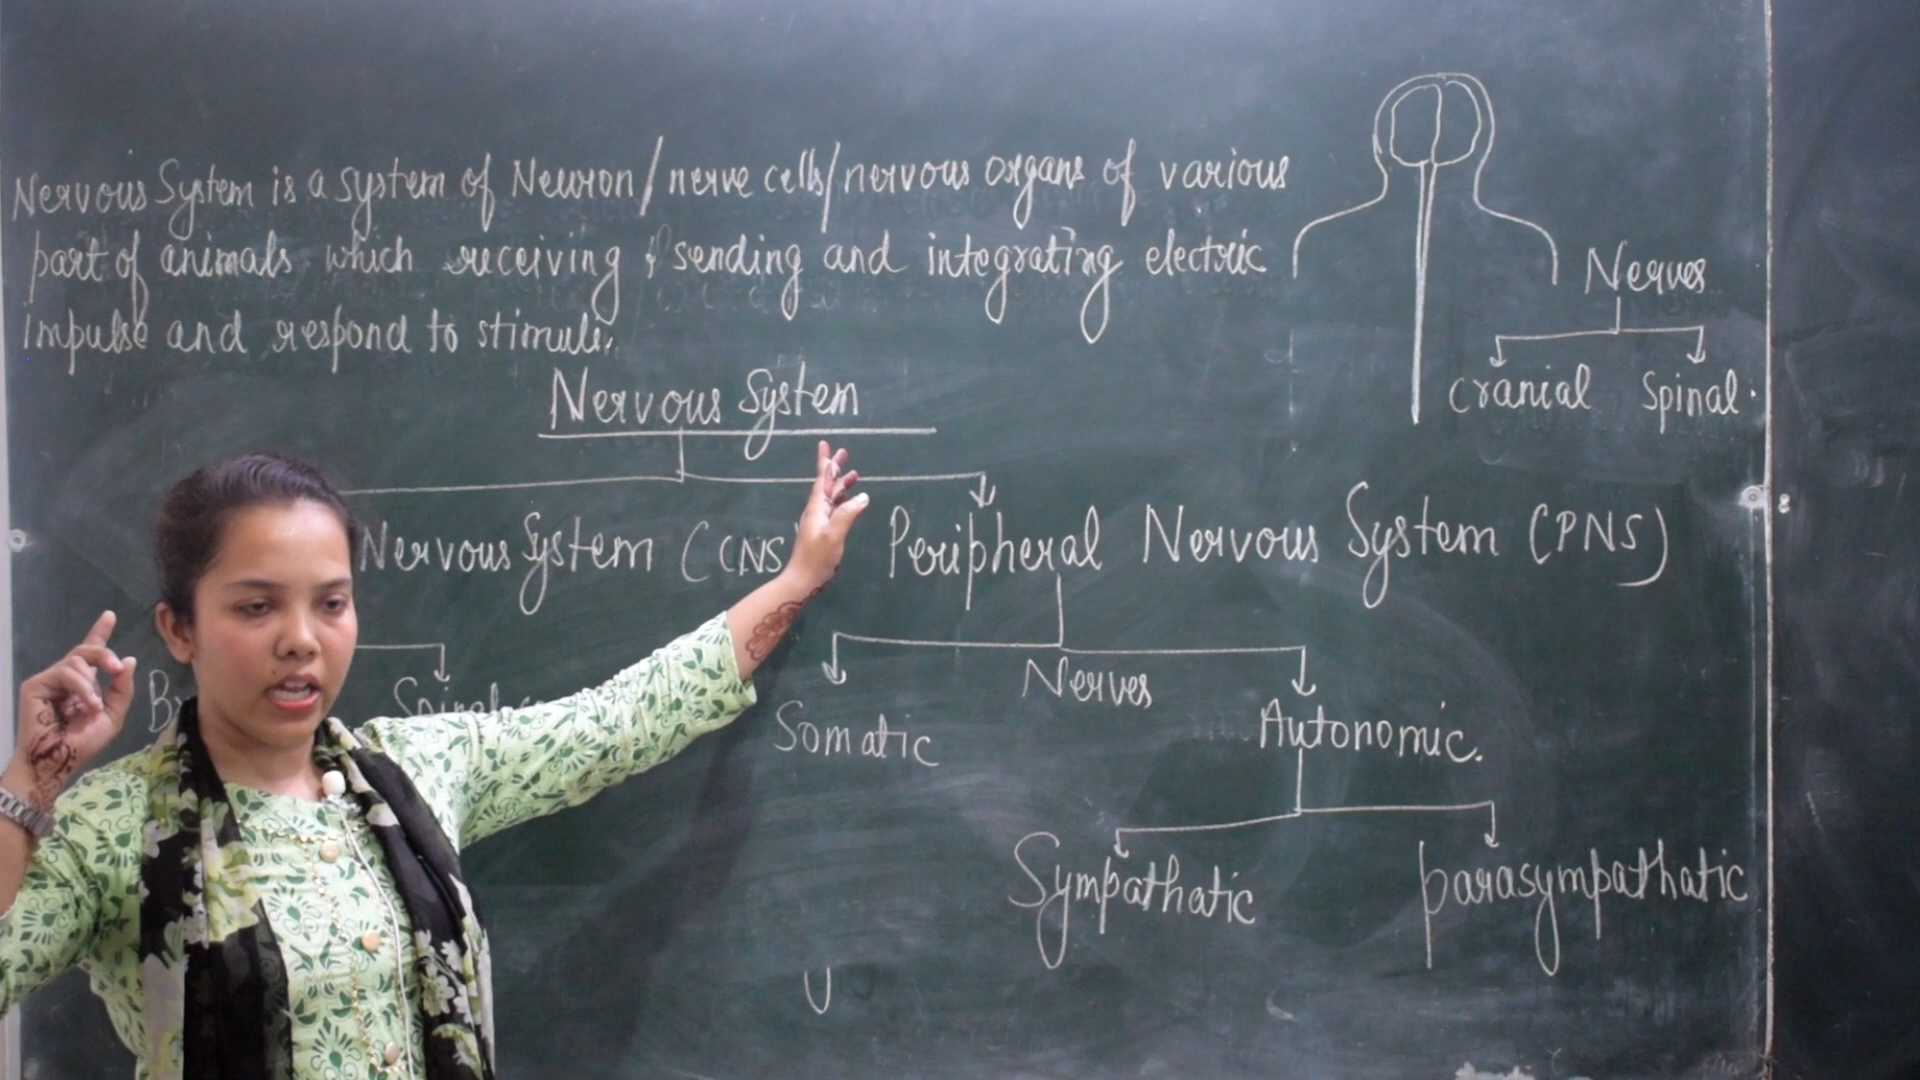 Nervous System is a system of Neuron/nerve cells/nervous organs of various
part of animals which receiving & sending and integrating electric
impulse and respond to stimuli.
Nerves
Cranial Spinal.
Nervous System
Nervous System (CNS) Peripheral Nervous System (PNS)
Nerves
Somatic Autonomic.
Sympathatic parasympathatic